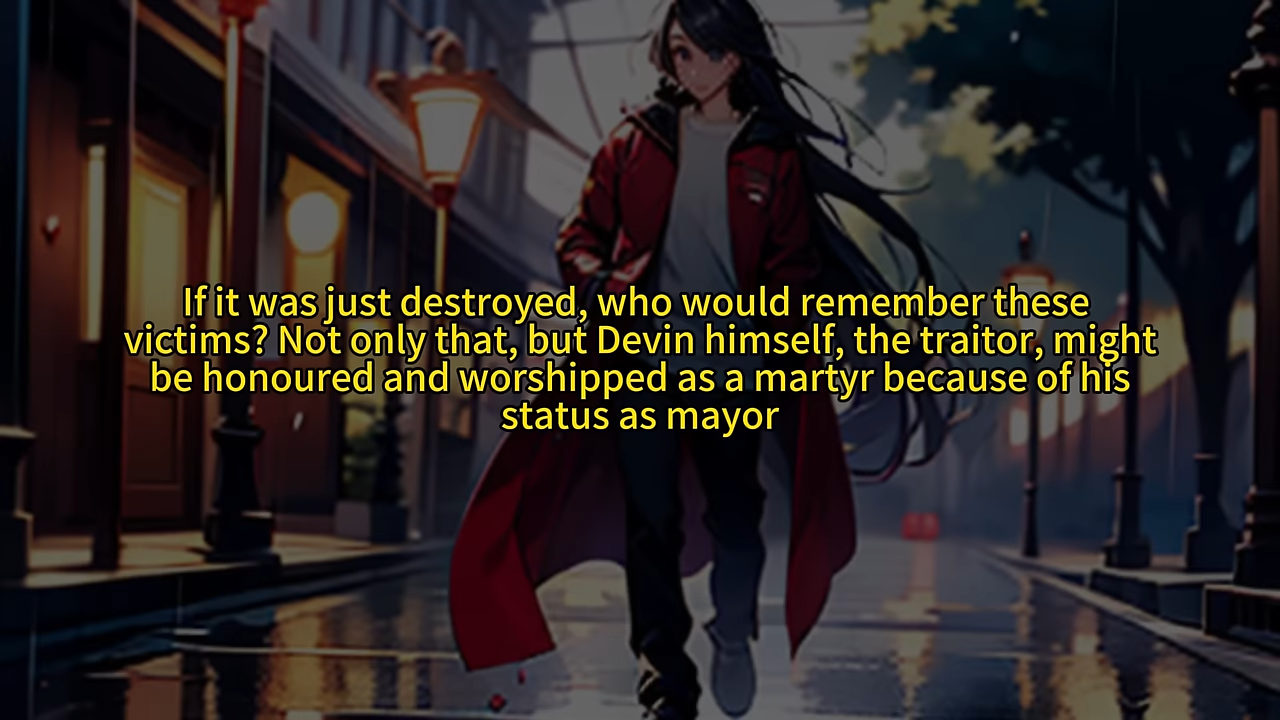 If it was just destroyed, who would remember these
victims? Not only that, but Devin himself, the traitor, might
be honoured and worshipped as a martyr because of his
status as mayor